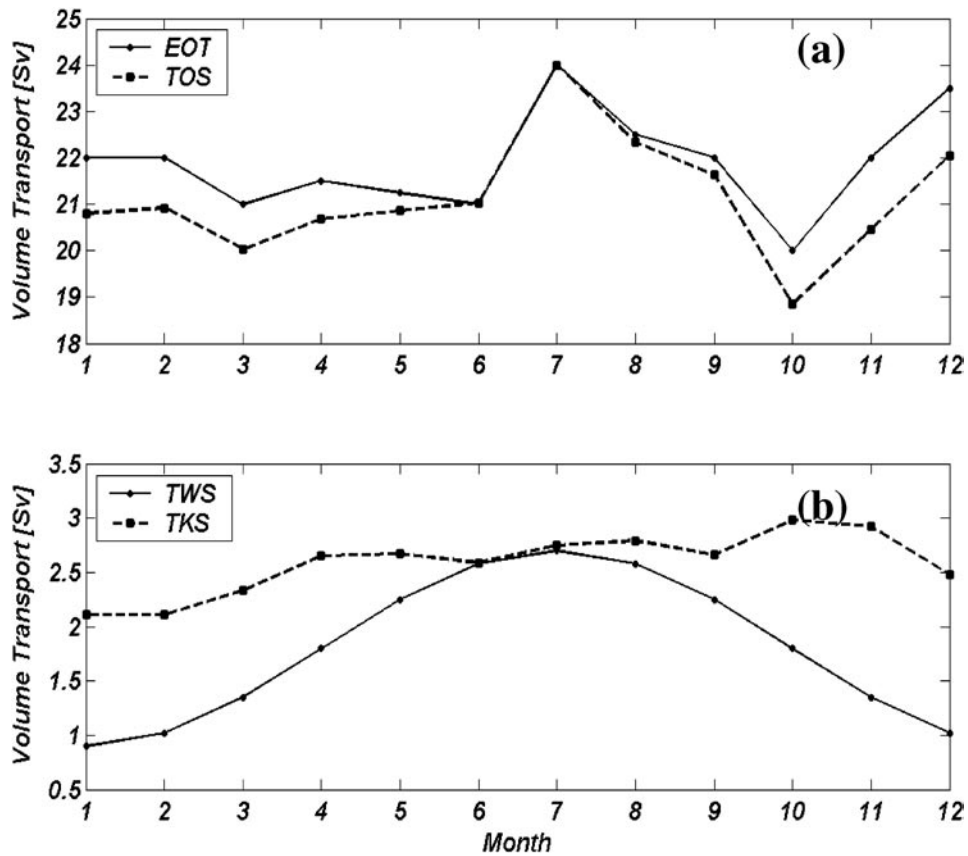 25
24
23
22
21
20
19
18
Volume Transport [Sv]
EOT
TOS
(a)
1 2 3 4 5 6 7 8 9 10 11 12
3.5
3
2.5
2
1.5
1
0.5
Volume Transport [Sv]
TWS
TKS
(b)
1 2 3 4 5 6 7 8 9 10 11 12
Month